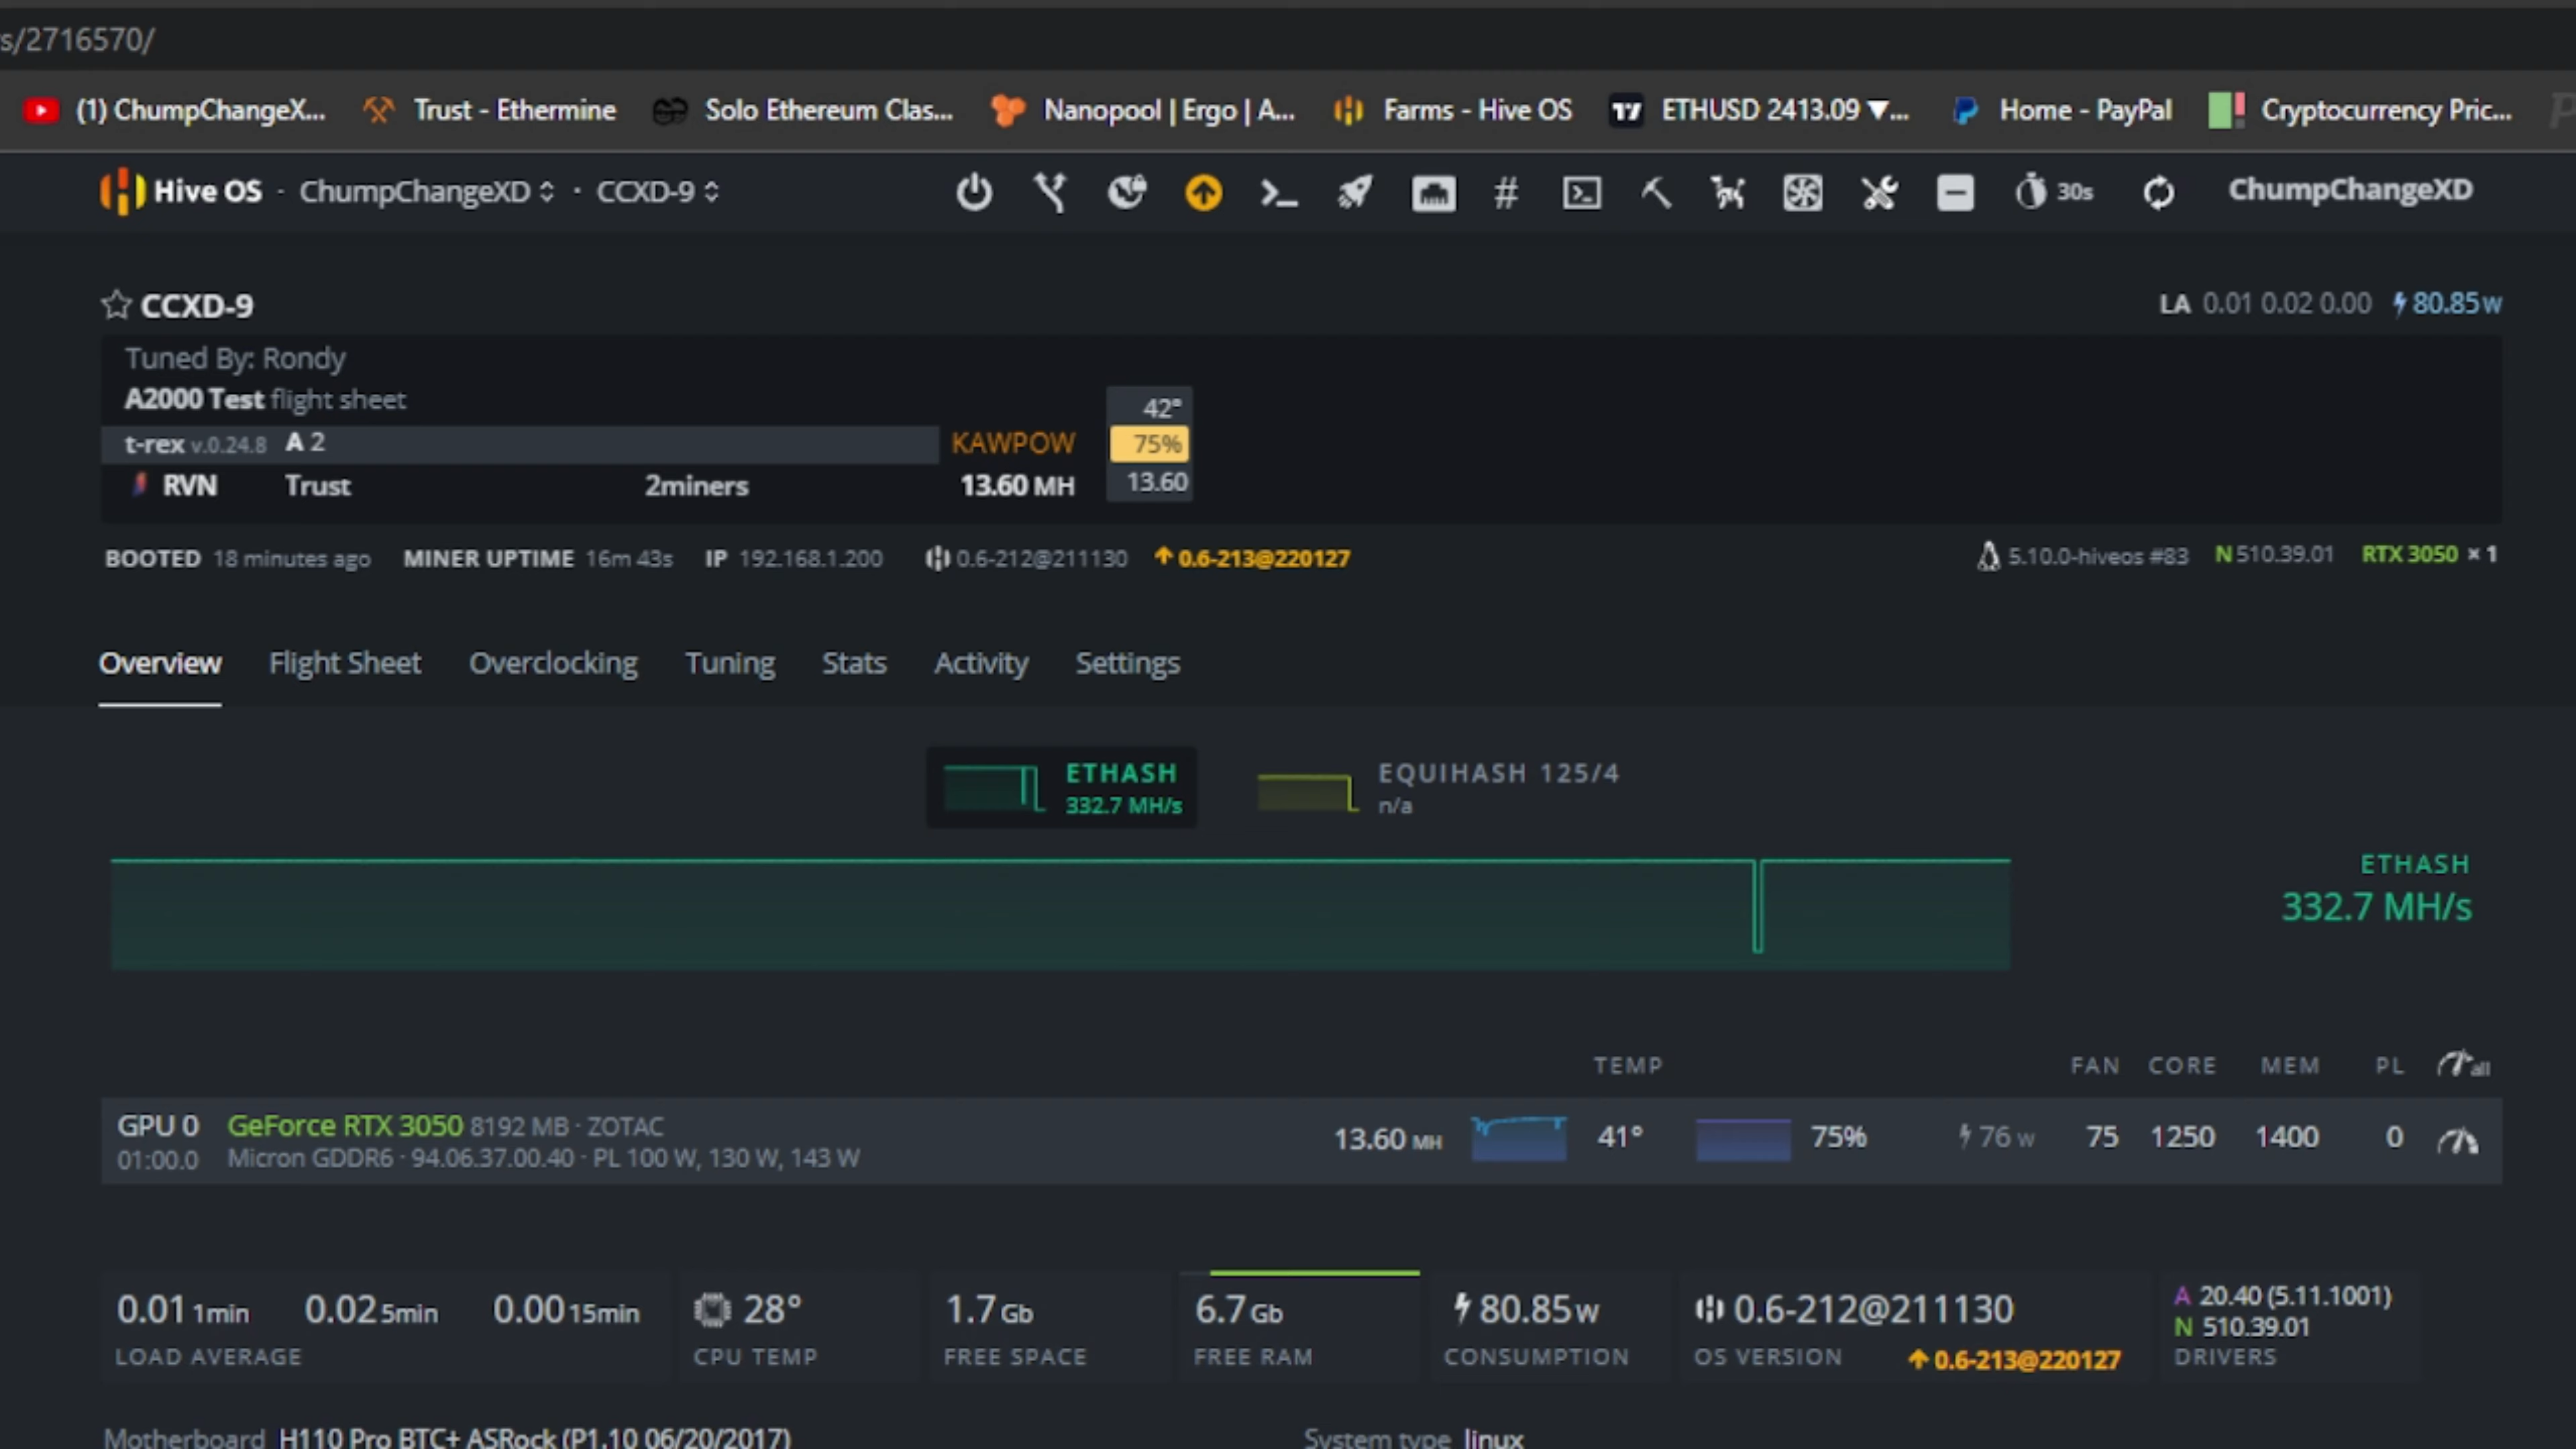 s/2716570/
(1) ChumpChangeX... Trust - Ethermine Solo Ethereum Clas... Nanopool | Ergo | A... Farms - Hive OS ETHUSD 2413.09 ▼... Home - PayPal Cryptocurrency Pric...
Hive OS · ChumpChangeXD · CCXD-9 # 30s ChumpChangeXD
CCXD-9 LA 0.01 0.02 0.00 80.85 W
Tuned By: Rondy
A2000 Test flight sheet 42°
t-rex v.0.24.8 A 2 KAWPOW 75%
RVN Trust 2miners 13.60 MH 13.60
BOOTED 18 minutes ago MINER UPTIME 16m 43s IP 192.168.1.200 0.6-212@211130 0.6-213@220127 5.10.0-hiveos #83 N 510.39.01 RTX 3050 × 1
Overview Flight Sheet Overclocking Tuning Stats Activity Settings
ETHASH EQUIHASH 125/4
332.7 MH/s n/a
ETHASH
332.7 MH/s
TEMP FAN CORE MEM PL all
GPU 0 GeForce RTX 3050 8192 MB · ZOTAC 13.60 MH 41° 75% 76 W 75 1250 1400 0
01:00.0 Micron GDDR6 · 94.06.37.00.40 · PL 100 W, 130 W, 143 W
0.01 1min 0.02 5min 0.00 15min 28° 1.7 Gb 6.7 Gb 80.85 W 0.6-212@211130 A 20.40 (5.11.1001)
N 510.39.01
LOAD AVERAGE CPU TEMP FREE SPACE FREE RAM CONSUMPTION OS VERSION 0.6-213@220127 DRIVERS
Motherboard H110 Pro BTC+ ASRock (P1.10 06/20/2017) System type linux